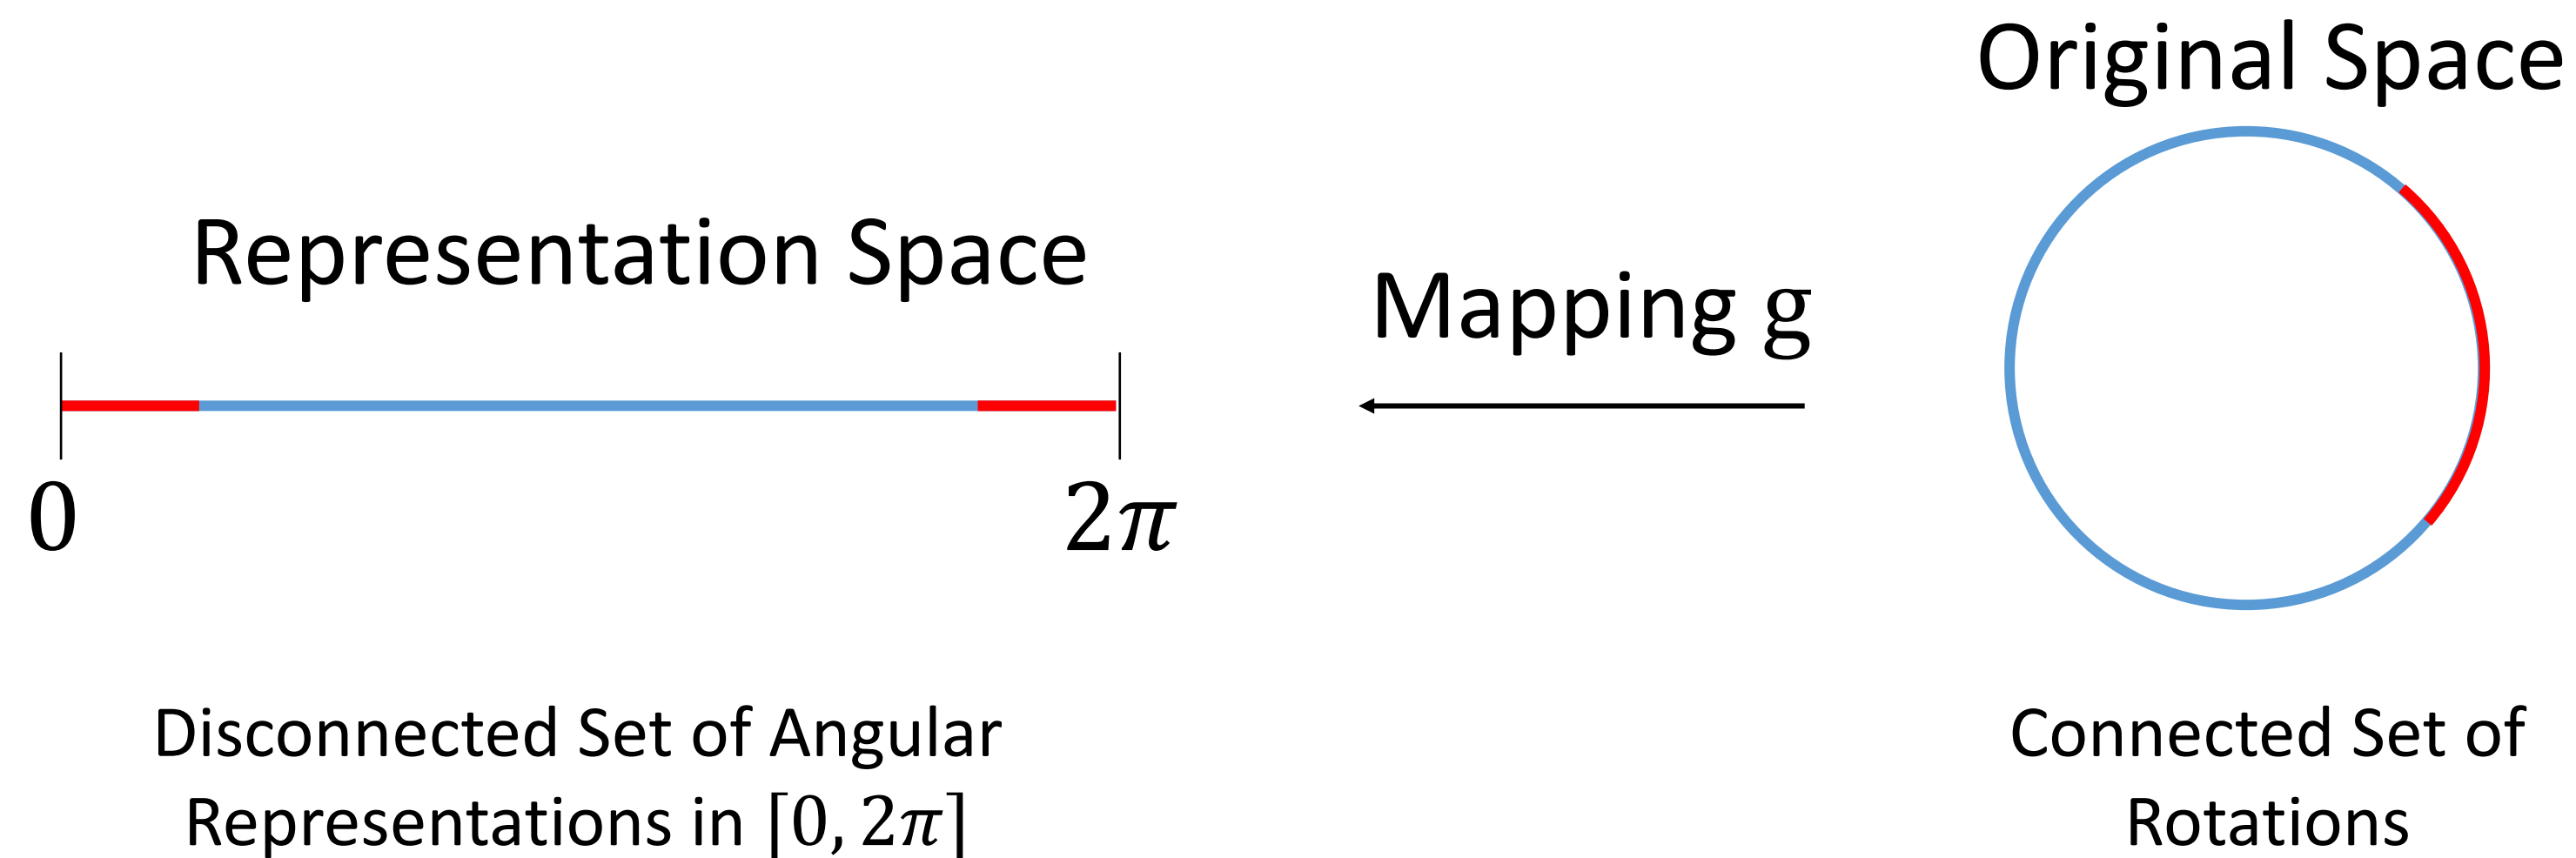 Original Space
Representation Space
Mapping g
0
2π
Disconnected Set of Angular
Representations in [0, 2π]
Connected Set of
Rotations